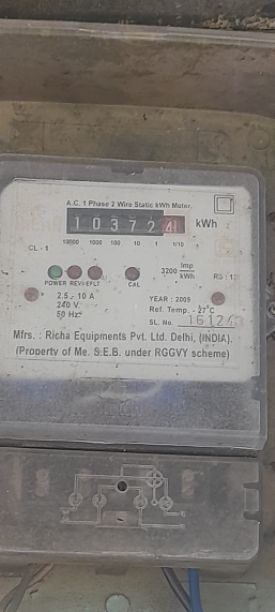 A.C. 1 Phase 2 Wire Static kWh Meter.
1 0 3 7 2 4 kWh
10000 1000 100 10 1 1/10
CL - 1
3200 Imp kWh
POWER REV/EFLT CAL
2.5 - 10 A
240 V.
50 Hz.
YEAR : 2009
Ref. Temp. - 27°C
SL. No.
Mfrs. : Richa Equipments Pvt. Ltd. Delhi, (INDIA).
(Property of Me. S.E.B. under RGGVY scheme)